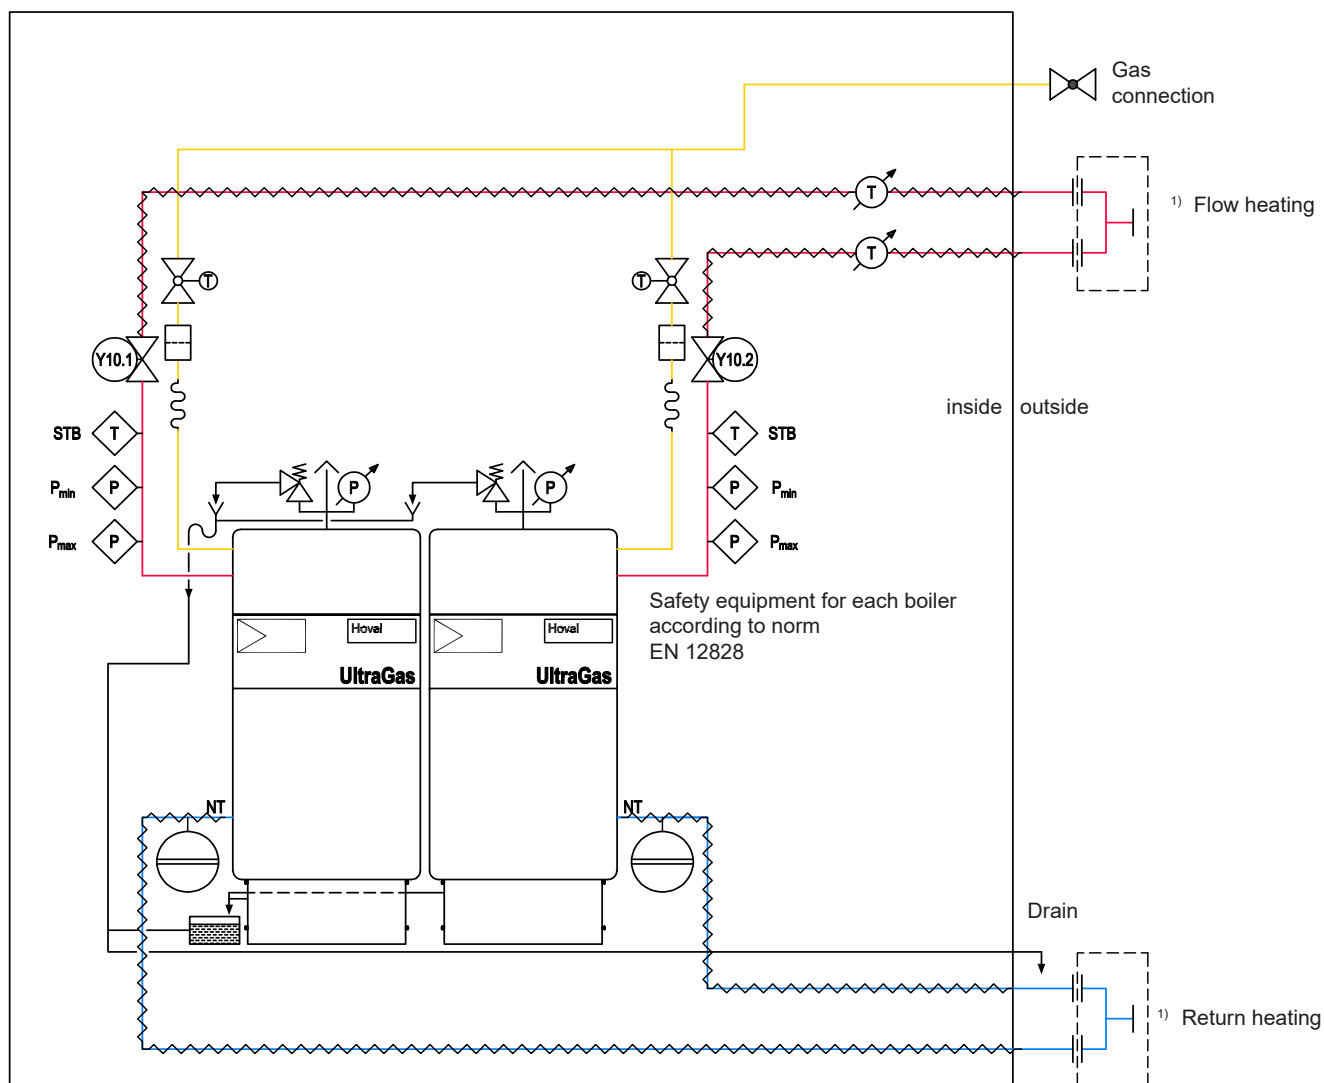 Gas
connection
1) Flow heating
T
T
T
T
Y10.1
Y10.2
inside
outside
STB
T
T
STB
Pmin
P
P
P
P
Pmin
Pmax
P
P
Pmax
Safety equipment for each boiler
according to norm
EN 12828
Hoval
Hoval
UltraGas
UltraGas
NT
NT
Drain
1) Return heating